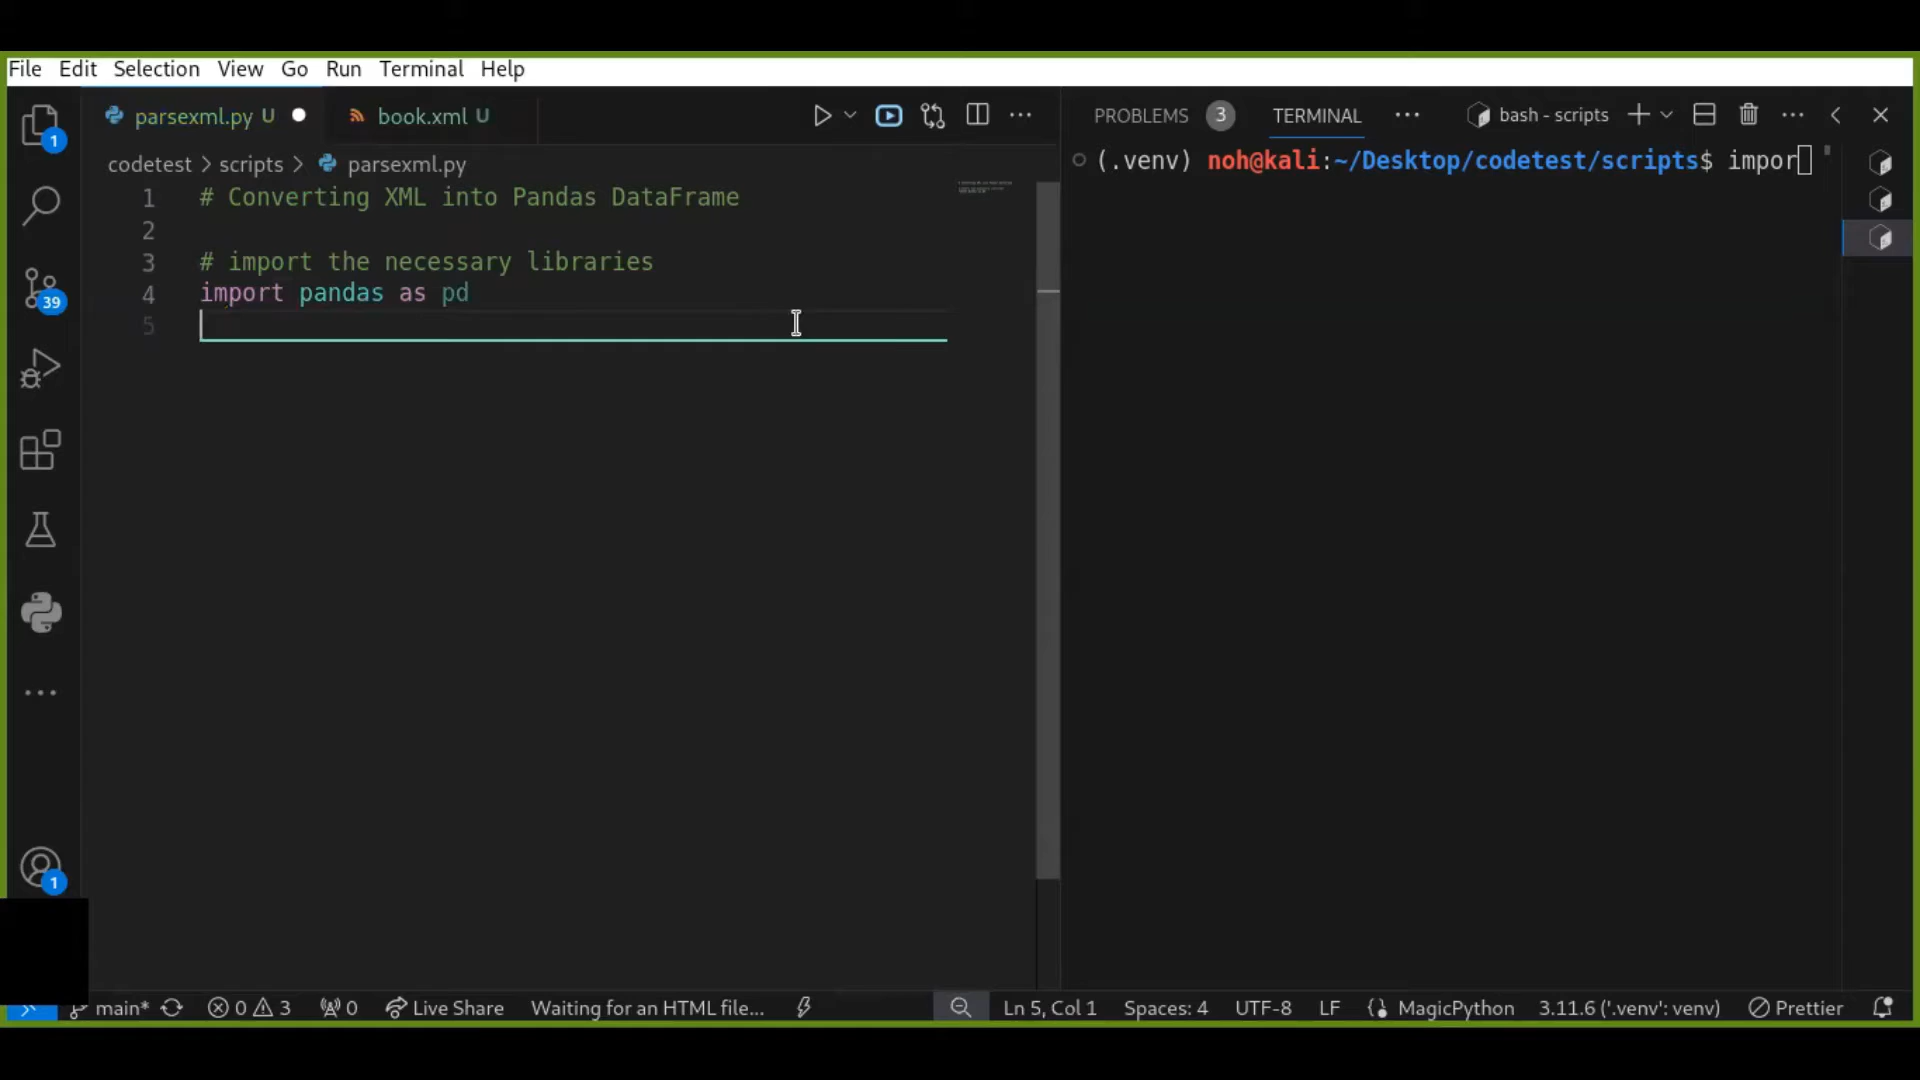 File Edit Selection View Go Run Terminal Help
parsexml.py U
book.xml U
PROBLEMS 3 TERMINAL ··· bash - scripts
codetest > scripts > parsexml.py
1 # Converting XML into Pandas DataFrame
2
3 # import the necessary libraries
4 import pandas as pd
5
(.venv) noh@kali:~/Desktop/codetest/scripts$ impor
1
39
1
main* 0 3 0 Live Share Waiting for an HTML file... Ln 5, Col 1 Spaces: 4 UTF-8 LF {} MagicPython 3.11.6 ('.venv': venv) Prettier